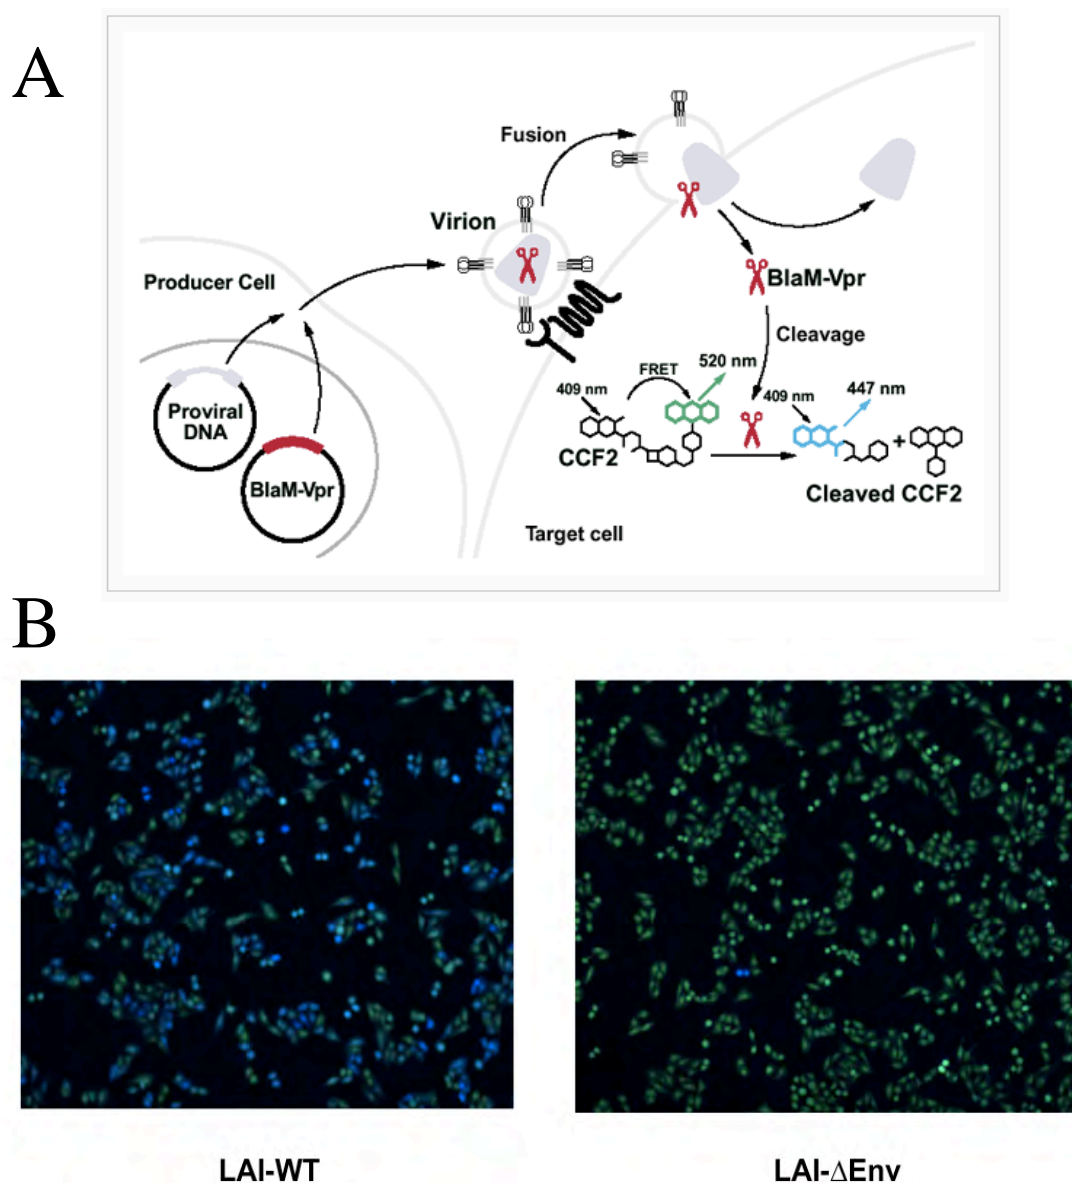 A
Fusion
Virion
Producer Cell
BlaM-Vpr
Cleavage
FRET
520 nm
409 nm
409 nm
447 nm
Proviral
DNA
CCF2
+
BlaM-Vpr
Cleaved CCF2
Target cell
B
LAI-WT
LAI-∆Env